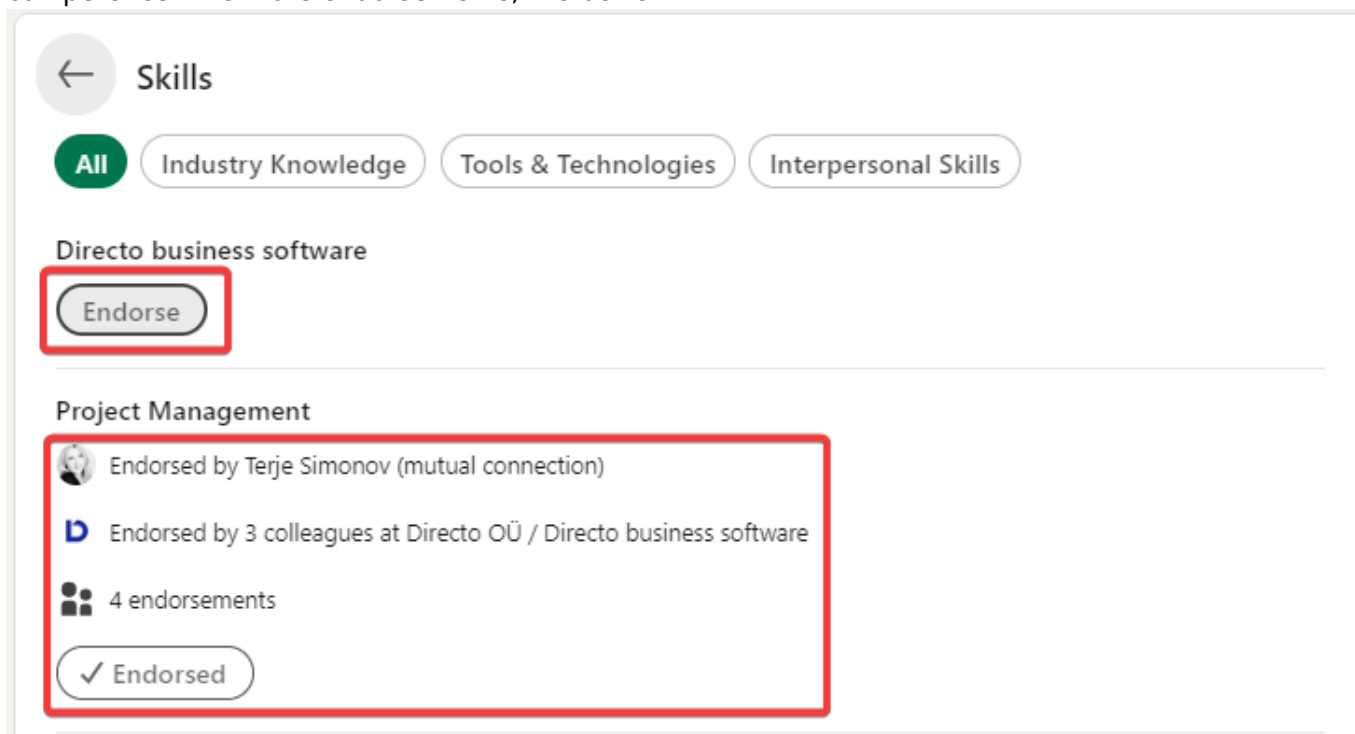 Skills
All Industry Knowledge Tools & Technologies Interpersonal Skills
Directo business software
Endorse
Project Management
Endorsed by Terje Simonov (mutual connection)
Endorsed by 3 colleagues at Directo OÜ / Directo business software
4 endorsements
✓ Endorsed